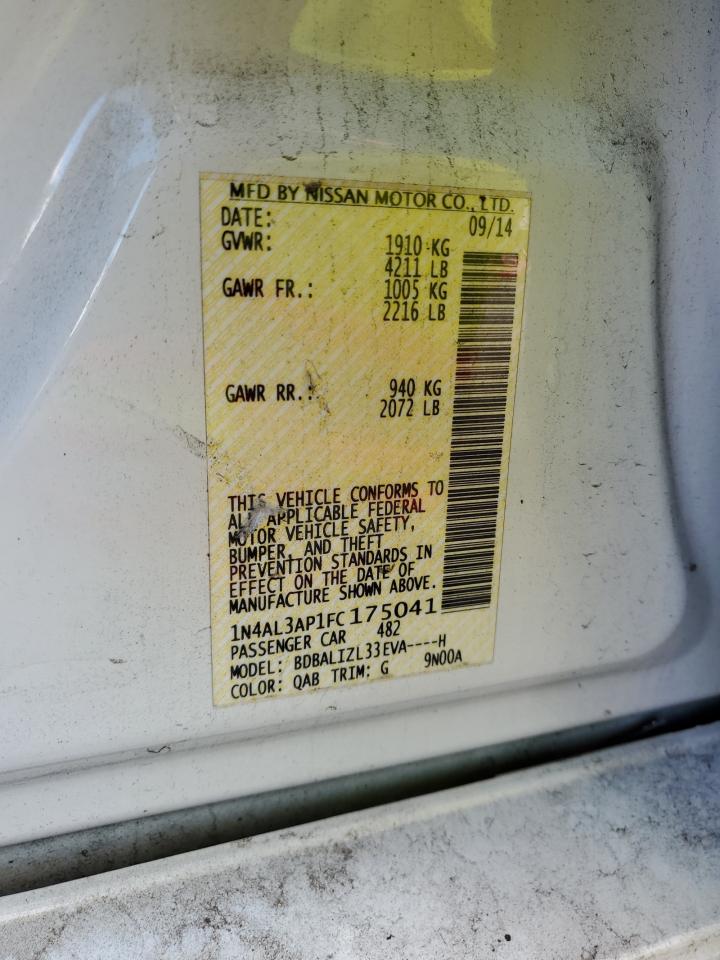 MFD BY NISSAN MOTOR CO., LTD.
DATE: 09/14
GVWR: 1910 KG
4211 LB
GAWR FR.: 1005 KG
2216 LB
GAWR RR.: 940 KG
2072 LB
THIS VEHICLE CONFORMS TO
ALL APPLICABLE FEDERAL
MOTOR VEHICLE SAFETY,
BUMPER, AND THEFT
PREVENTION STANDARDS IN
EFFECT ON THE DATE OF
MANUFACTURE SHOWN ABOVE.
1N4AL3AP1FC175041
PASSENGER CAR 482
MODEL: BDBALIZL33EVA----H
COLOR: QAB TRIM: G 9N00A